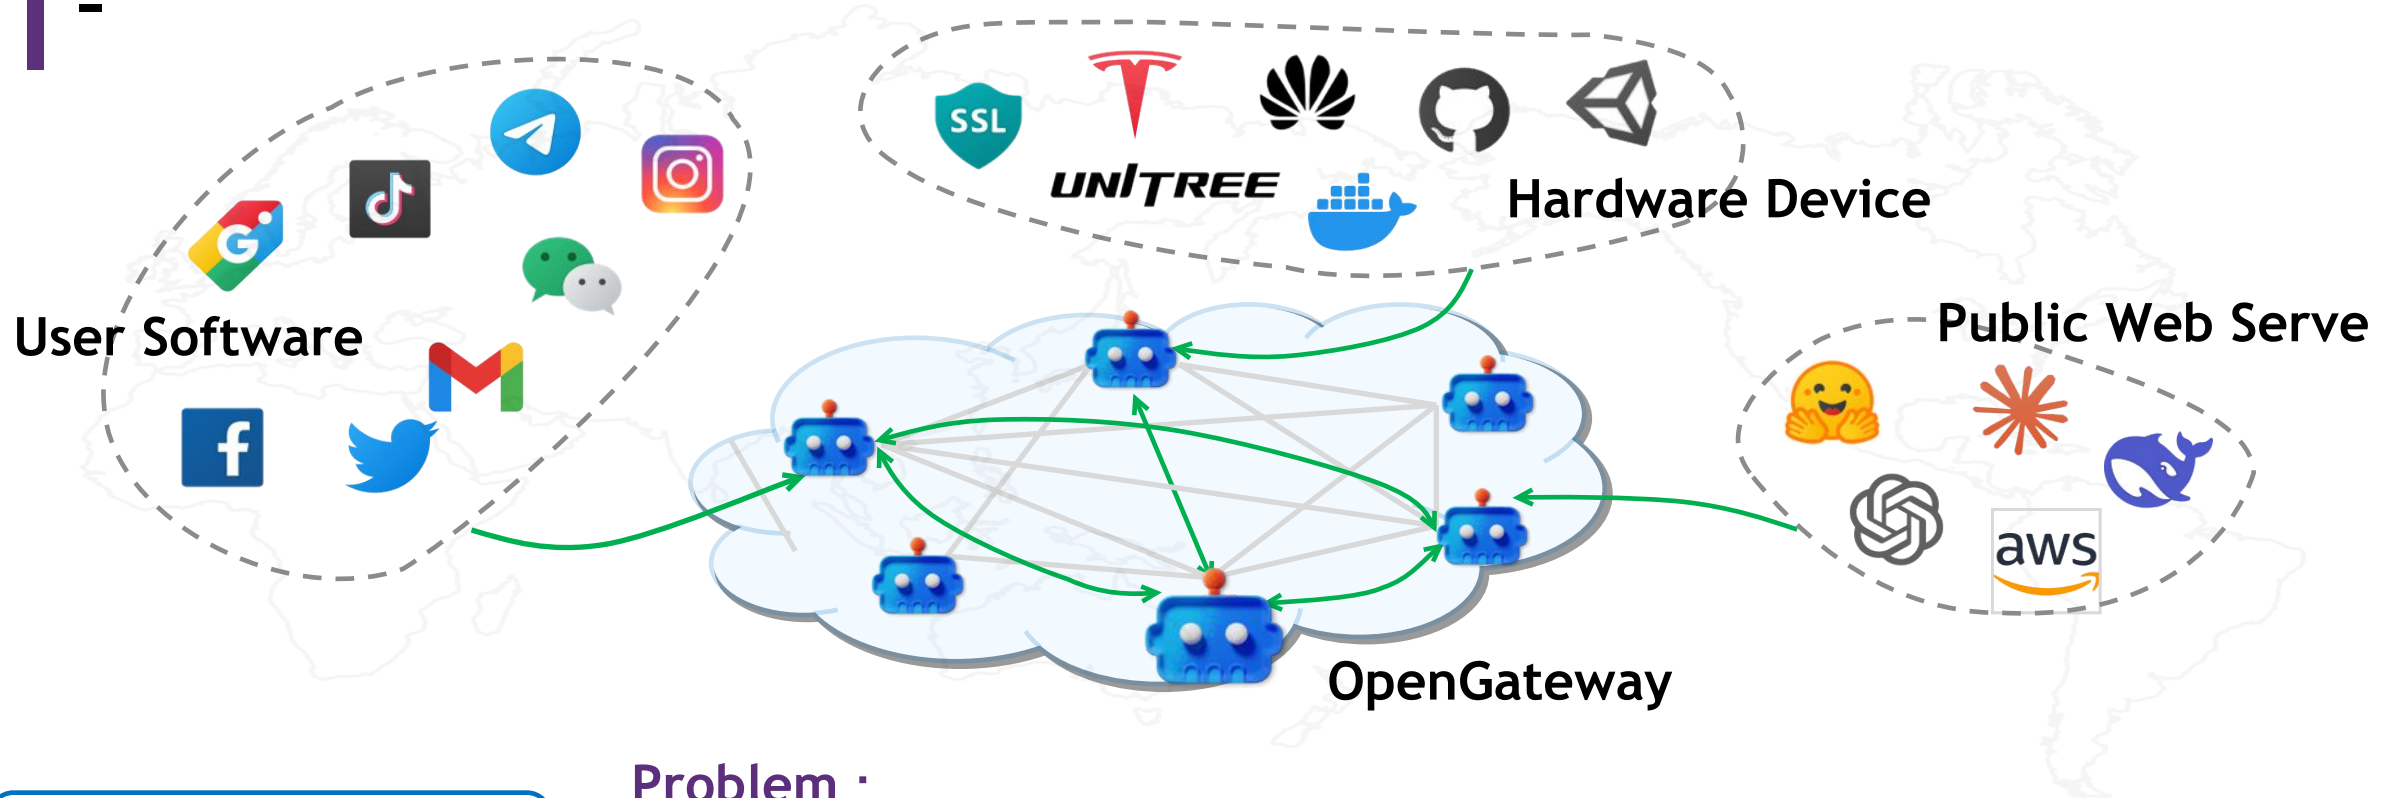 SSL
UNITREE
Hardware Device
User Software
Public Web Serve
aws
OpenGateway
Problem :